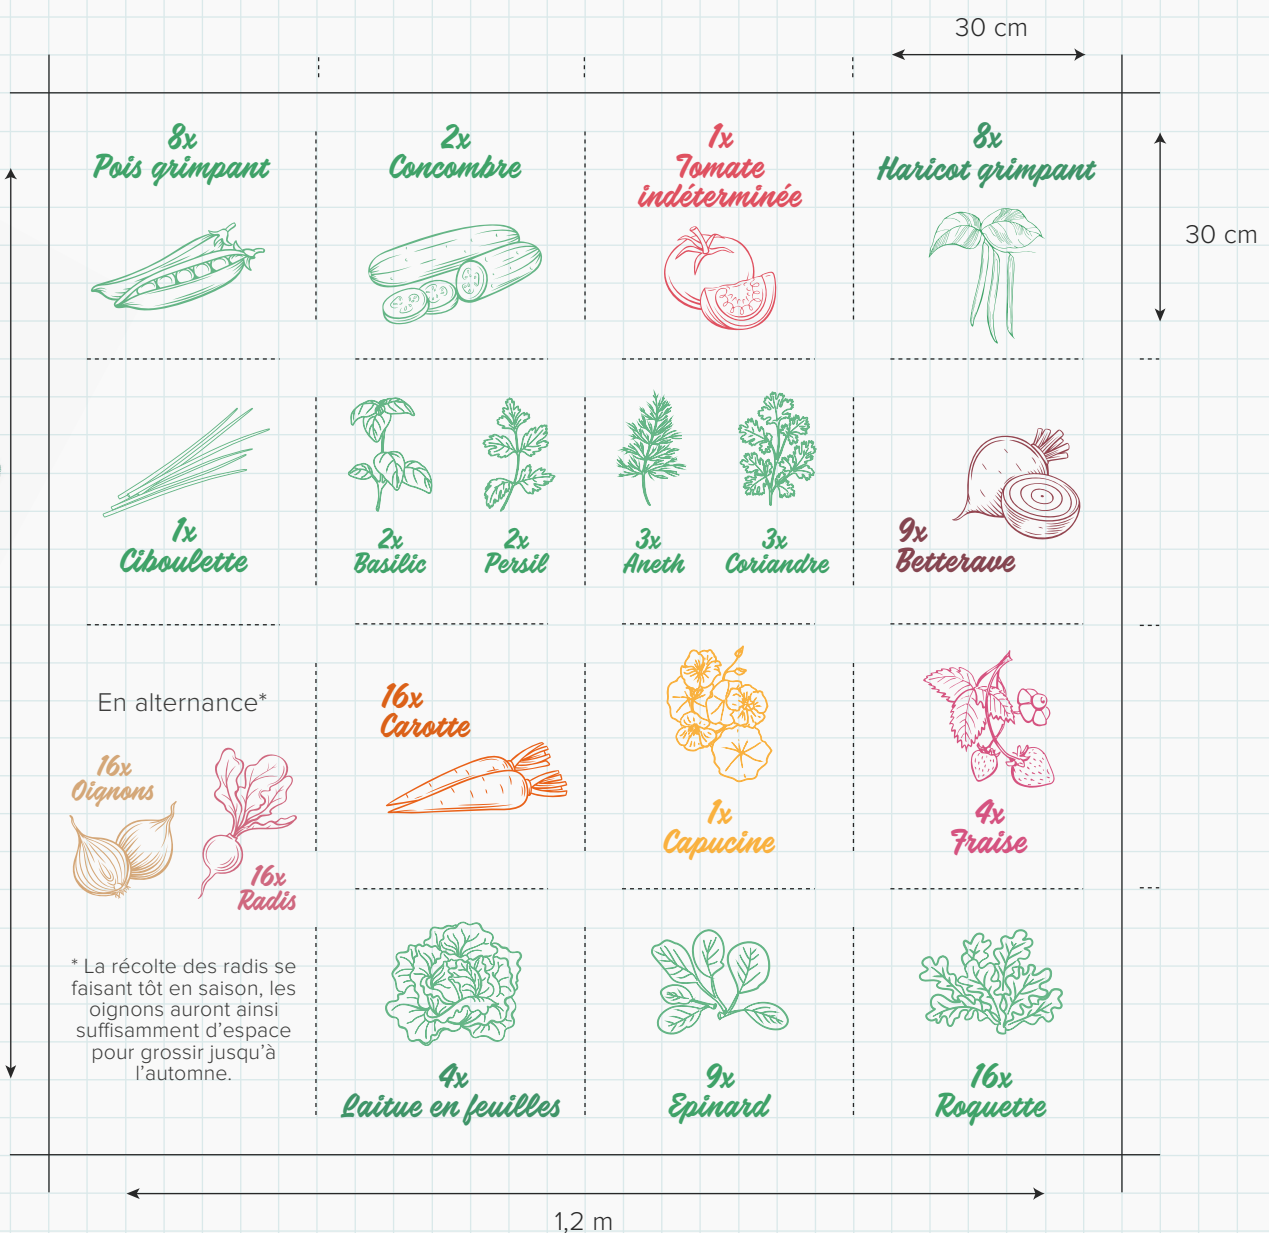 30 cm
8x
Pois grimpant
2x
Concombre
1x
Tomate
indéterminée
8x
Haricot grimpant
30 cm
1x
Ciboulette
2x
Basilic
2x
Persil
3x
Aneth
3x
Coriandre
9x
Betterave
En alternance*
16x
Oignons
16x
Radis
16x
Carotte
1x
Capucine
4x
Fraise
* La récolte des radis se
faisant tôt en saison, les
oignons auront ainsi
suffisamment d'espace
pour grossir jusqu'à
l'automne.
4x
Laitue en feuilles
9x
Epinard
16x
Roquette
1,2 m